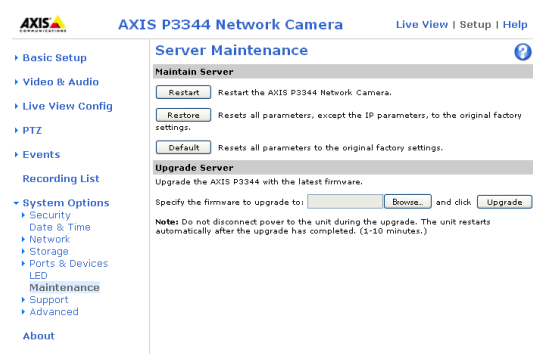 AXIS
COMMUNICATIONS
AXIS P3344 Network Camera
Live View | Setup | Help
Basic Setup
Video & Audio
Live View Config
PTZ
Events
Recording List
System Options
Security
Date & Time
Network
Storage
Ports & Devices
LED
Maintenance
Support
Advanced
About
Server Maintenance
?
Maintain Server
Restart Restart the AXIS P3344 Network Camera.
Restore Resets all parameters, except the IP parameters, to the original factory
settings.
Default Resets all parameters to the original factory settings.
Upgrade Server
Upgrade the AXIS P3344 with the latest firmware.
Specify the firmware to upgrade to: Browse... and click Upgrade
Note: Do not disconnect power to the unit during the upgrade. The unit restarts
automatically after the upgrade has completed. (1-10 minutes.)